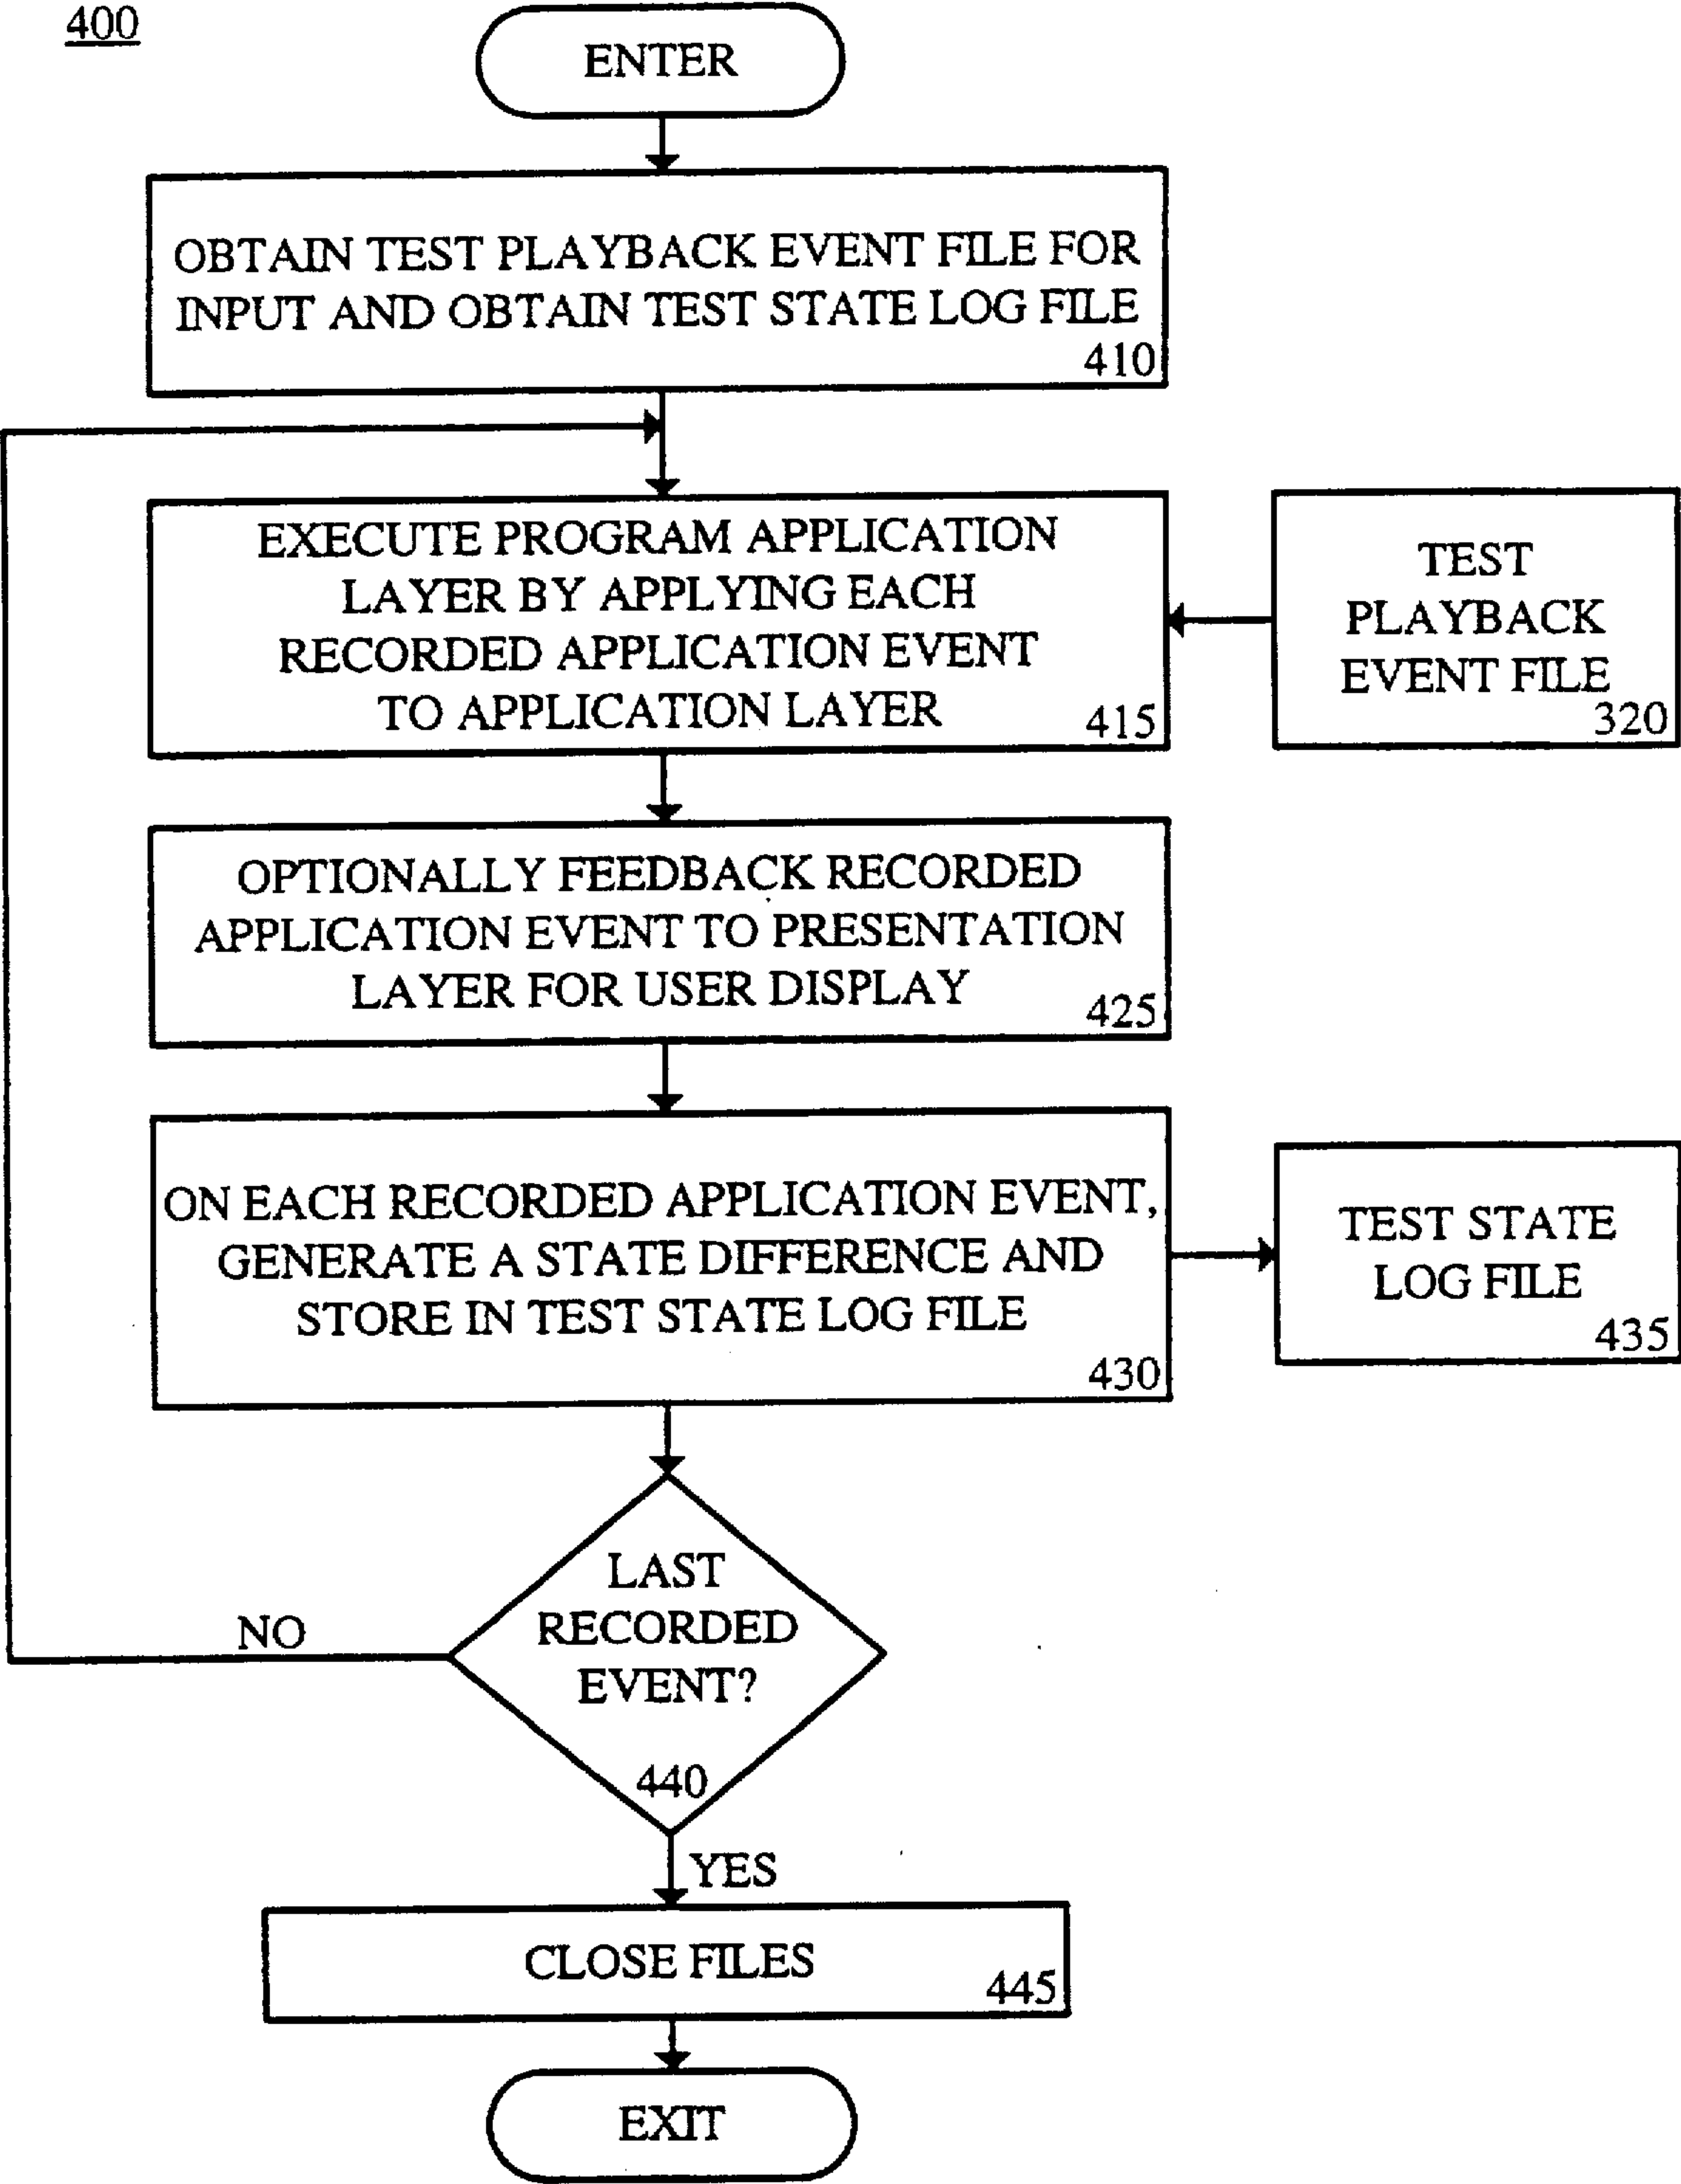 400
ENTER
OBTAIN TEST PLAYBACK EVENT FILE FOR
INPUT AND OBTAIN TEST STATE LOG FILE
410
EXECUTE PROGRAM APPLICATION
LAYER BY APPLYING EACH
RECORDED APPLICATION EVENT
TO APPLICATION LAYER
415
TEST
PLAYBACK
EVENT FILE
320
OPTIONALLY FEEDBACK RECORDED
APPLICATION EVENT TO PRESENTATION
LAYER FOR USER DISPLAY
425
ON EACH RECORDED APPLICATION EVENT,
GENERATE A STATE DIFFERENCE AND
STORE IN TEST STATE LOG FILE
430
TEST STATE
LOG FILE
435
LAST
RECORDED
EVENT?
440
NO
YES
CLOSE FILES
445
EXIT